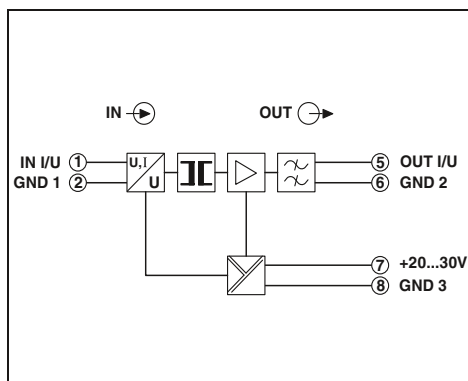 IN OUT
IN I/U 1 U,I U 5 OUT I/U
GND 1 2 6 GND 2
7 +20...30V
8 GND 3